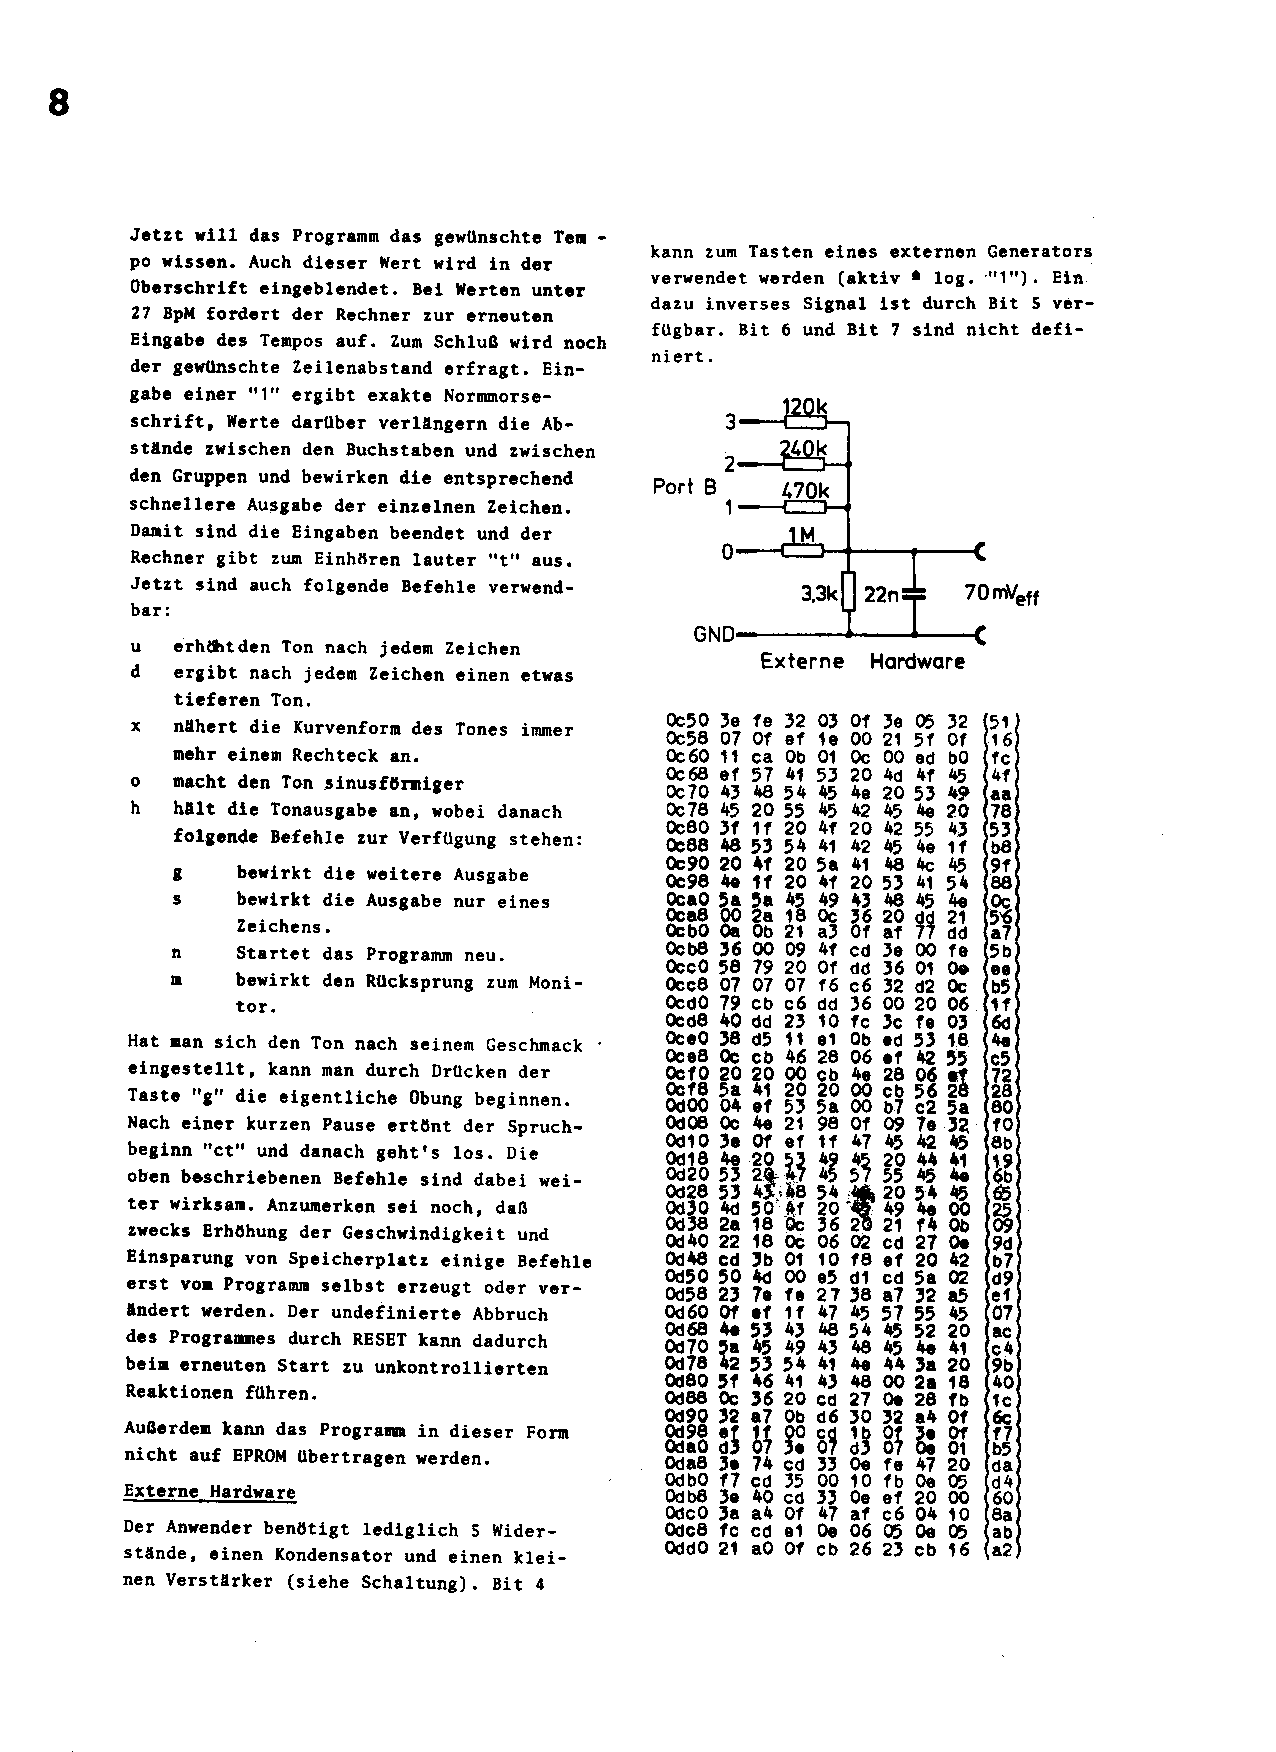 8
Jetzt will das Programm das gewünschte Tem -
po wissen. Auch dieser Wert wird in der
Überschrift eingeblendet. Bei Werten unter
27 BpM fordert der Rechner zur erneuten
Eingabe des Tempos auf. Zum Schluß wird noch
der gewünschte Zeilenabstand erfragt. Ein-
gabe einer "1" ergibt exakte Normmorse-
schrift, Werte darüber verlängern die Ab-
stände zwischen den Buchstaben und zwischen
den Gruppen und bewirken die entsprechend
schnellere Ausgabe der einzelnen Zeichen.
Damit sind die Eingaben beendet und der
Rechner gibt zum Einhören lauter "t" aus.
Jetzt sind auch folgende Befehle verwend-
bar:
u erhöht den Ton nach jedem Zeichen
d ergibt nach jedem Zeichen einen etwas
tieferen Ton.
x nähert die Kurvenform des Tones immer
mehr einem Rechteck an.
o macht den Ton sinusförmiger
h hält die Tonausgabe an, wobei danach
folgende Befehle zur Verfügung stehen:
g bewirkt die weitere Ausgabe
s bewirkt die Ausgabe nur eines
Zeichens.
n Startet das Programm neu.
m bewirkt den Rücksprung zum Moni-
tor.
Hat man sich den Ton nach seinem Geschmack
eingestellt, kann man durch Drücken der
Taste "g" die eigentliche Übung beginnen.
Nach einer kurzen Pause ertönt der Spruch-
beginn "ct" und danach geht's los. Die
oben beschriebenen Befehle sind dabei wei-
ter wirksam. Anzumerken sei noch, daß
zwecks Erhöhung der Geschwindigkeit und
Einsparung von Speicherplatz einige Befehle
erst vom Programm selbst erzeugt oder ver-
ändert werden. Der undefinierte Abbruch
des Programmes durch RESET kann dadurch
beim erneuten Start zu unkontrollierten
Reaktionen führen.
Außerdem kann das Programm in dieser Form
nicht auf EPROM übertragen werden.
Externe Hardware
Der Anwender benötigt lediglich 5 Wider-
stände, einen Kondensator und einen klei-
nen Verstärker (siehe Schaltung). Bit 4
kann zum Tasten eines externen Generators
verwendet werden (aktiv ≙ log. "1"). Ein
dazu inverses Signal ist durch Bit 5 ver-
fügbar. Bit 6 und Bit 7 sind nicht defi-
niert.
120k
3
240k
2
Port B 470k
1
1M
0
3,3k 22n 70mVeff
GND
Externe Hardware
0c50 3e fe 32 03 0f 3e 05 32 (51)
0c58 07 0f ef 1e 00 21 5f 0f (16)
0c60 11 ca 0b 01 0c 00 ed b0 (fc)
0c68 ef 57 41 53 20 4d 4f 45 (4f)
0c70 43 48 54 45 4e 20 53 49 (aa)
0c78 45 20 55 45 42 45 4e 20 (78)
0c80 3f 1f 20 4f 20 42 55 43 (53)
0c88 48 53 54 41 42 45 4e 1f (b8)
0c90 20 4f 20 5a 41 48 4c 45 (9f)
0c98 4e 1f 20 4f 20 53 41 54 (88)
0ca0 5a 5a 45 49 43 48 45 4e (0c)
0ca8 00 2a 18 0c 36 20 dd 21 (56)
0cb0 0a 0b 21 a3 0f af 77 dd (a7)
0cb8 36 00 09 4f cd 3e 00 fe (5b)
0cc0 58 79 20 0f dd 36 01 0e (ee)
0cc8 07 07 07 f6 c6 32 d2 0c (b5)
0cd0 79 cb c6 dd 36 00 20 06 (1f)
0cd8 40 dd 23 10 fc 3c fe 03 (6d)
0ce0 38 d5 11 e1 0b ed 53 18 (4e)
0ce8 0c cb 46 28 06 ef 42 55 (c5)
0cf0 20 20 00 cb 4e 28 06 ef (72)
0cf8 5a 41 20 20 00 cb 56 28 (28)
0d00 04 ef 53 5a 00 b7 c2 5a (80)
0d08 0c 4e 21 98 0f 09 7e 32 (f0)
0d10 3e 0f ef 1f 47 45 42 45 (8b)
0d18 4e 20 53 49 45 20 44 41 (19)
0d20 53 20 47 45 57 55 45 4e (6b)
0d28 53 43 48 54 20 54 45 (65)
0d30 4d 50 4f 20 49 4e 00 (25)
0d38 2a 18 0c 36 20 21 f4 0b (09)
0d40 22 18 0c 06 02 cd 27 0e (9d)
0d48 cd 3b 01 10 f8 ef 20 42 (b7)
0d50 50 4d 00 e5 d1 cd 5a 02 (d9)
0d58 23 7e fe 27 38 a7 32 a5 (ef)
0d60 0f ef 1f 47 45 57 55 45 (07)
0d68 4e 53 43 48 54 45 52 20 (ac)
0d70 5a 45 49 43 48 45 4e 41 (c4)
0d78 42 53 54 41 4e 44 3a 20 (9b)
0d80 5f 46 41 43 48 00 2a 18 (40)
0d88 0c 36 20 cd 27 0e 28 fb (1c)
0d90 32 a7 0b d6 30 32 a4 0f (6c)
0d98 ef 1f 00 cd 1b 0f 3e 0f (f7)
0da0 d3 07 3e 07 d3 07 0e 01 (b5)
0da8 3e 74 cd 33 0e fe 47 20 (da)
0db0 f7 cd 35 00 10 fb 0e 05 (d4)
0db8 3e 40 cd 33 0e ef 20 00 (60)
0dc0 3a a4 0f 47 af c6 04 10 (8a)
0dc8 fc cd e1 0e 06 05 0e 05 (ab)
0dd0 21 a0 0f cb 26 23 cb 16 (a2)